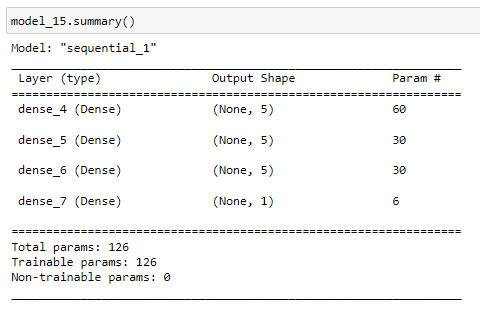 model_15.summary()
Model: "sequential_1"
_________________________________________________________________
Layer (type) Output Shape Param #
=================================================================
dense_4 (Dense) (None, 5) 60
dense_5 (Dense) (None, 5) 30
dense_6 (Dense) (None, 5) 30
dense_7 (Dense) (None, 1) 6
=================================================================
Total params: 126
Trainable params: 126
Non-trainable params: 0
_________________________________________________________________